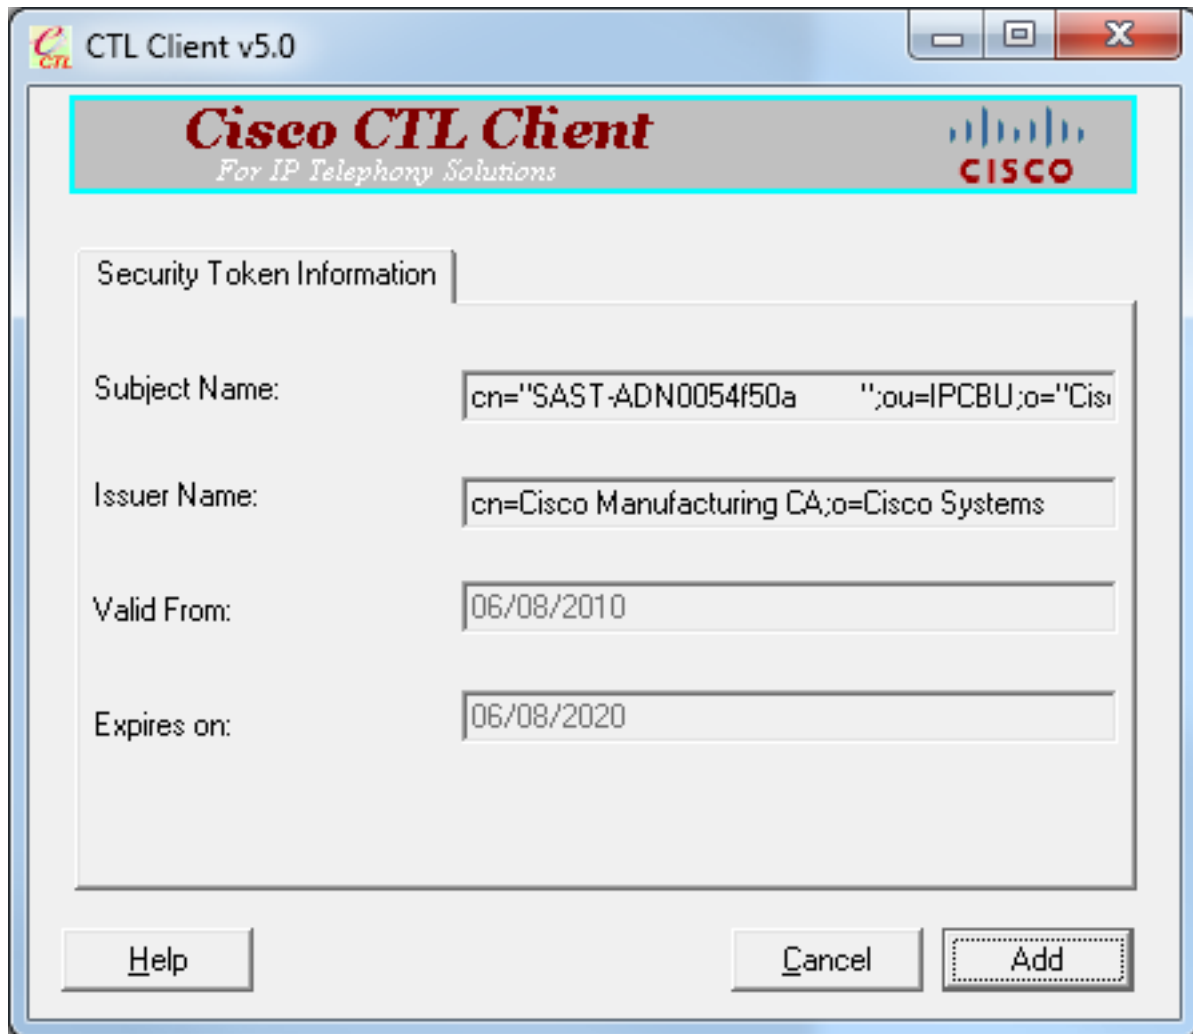 CTL Client v5.0
Cisco CTL Client
For IP Telephony Solutions
CISCO
Security Token Information
Subject Name:
cn="SAST-ADN0054f50a        ";ou=IPCBU;o="Cis
Issuer Name:
cn=Cisco Manufacturing CA;o=Cisco Systems
Valid From:
06/08/2010
Expires on:
06/08/2020
Help
Cancel
Add